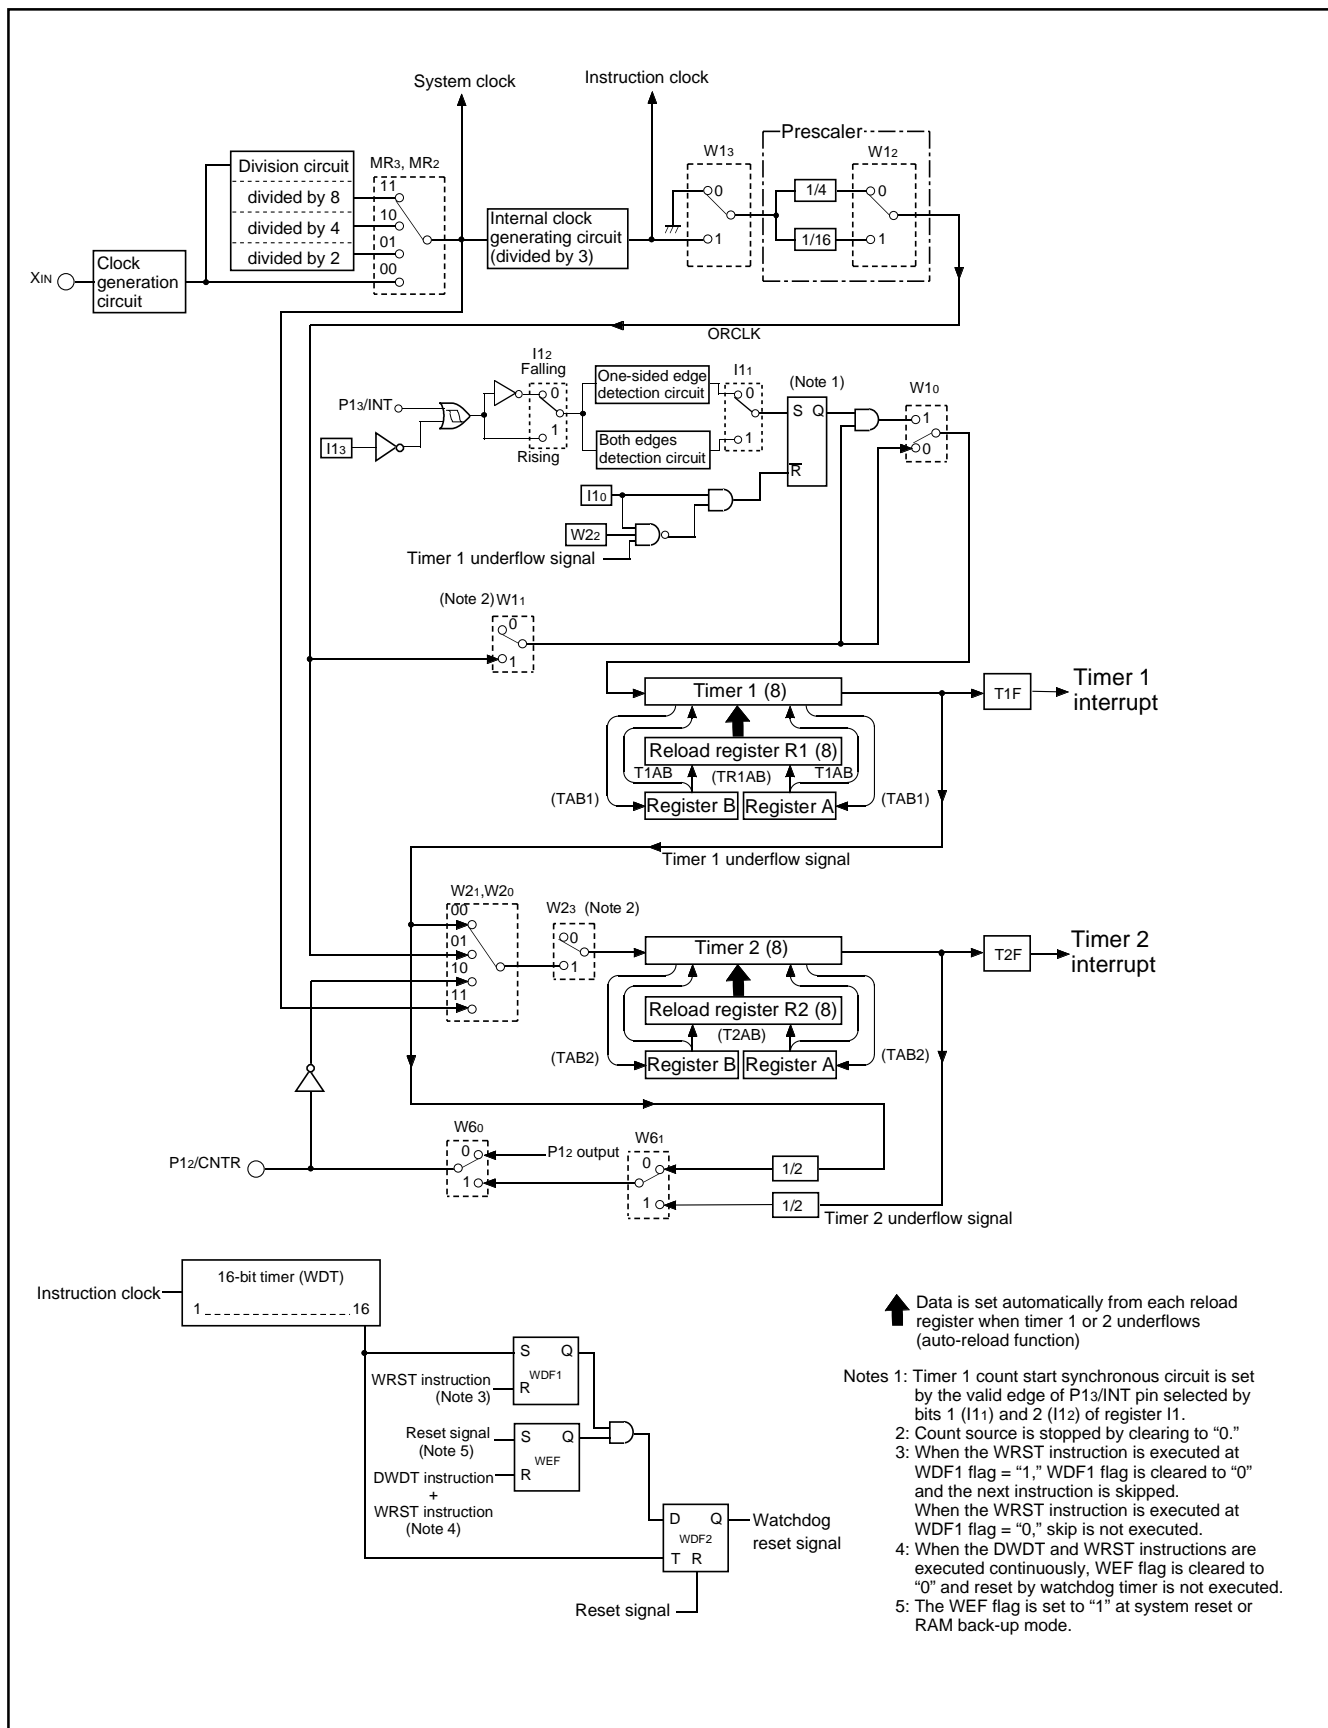 System clock
Instruction clock
Prescaler
W13
W12
Division circuit
divided by 8
divided by 4
divided by 2
MR3, MR2
11
10
01
00
Internal clock
generating circuit
(divided by 3)
0
1
1/4
1/16
0
1
XIN
Clock
generation
circuit
ORCLK
I12
Falling
0
1
Rising
P13/INT
I13
One-sided edge
detection circuit
Both edges
detection circuit
I11
0
1
(Note 1)
S Q
R
W10
1
0
I10
W22
Timer 1 underflow signal
(Note 2) W11
0
1
Timer 1 (8)
T1F
Timer 1
interrupt
Reload register R1 (8)
T1AB
(TR1AB)
T1AB
(TAB1)
Register B
Register A
(TAB1)
Timer 1 underflow signal
W21,W20
00
01
10
11
W23 (Note 2)
0
1
Timer 2 (8)
T2F
Timer 2
interrupt
Reload register R2 (8)
(T2AB)
(TAB2)
Register B
Register A
(TAB2)
P12/CNTR
W60
0
1
P12 output
W61
0
1
1/2
1/2
Timer 2 underflow signal
16-bit timer (WDT)
1 16
Instruction clock
S Q
WDF1
R
WRST instruction
(Note 3)
Reset signal
(Note 5)
S Q
WEF
R
DWDT instruction
+
WRST instruction
(Note 4)
D Q
WDF2
T R
Watchdog
reset signal
Reset signal
Data is set automatically from each reload
register when timer 1 or 2 underflows
(auto-reload function)
Notes 1: Timer 1 count start synchronous circuit is set
by the valid edge of P13/INT pin selected by
bits 1 (I11) and 2 (I12) of register I1.
2: Count source is stopped by clearing to “0.”
3: When the WRST instruction is executed at
WDF1 flag = “1,” WDF1 flag is cleared to “0”
and the next instruction is skipped.
When the WRST instruction is executed at
WDF1 flag = “0,” skip is not executed.
4: When the DWDT and WRST instructions are
executed continuously, WEF flag is cleared to
“0” and reset by watchdog timer is not executed.
5: The WEF flag is set to “1” at system reset or
RAM back-up mode.